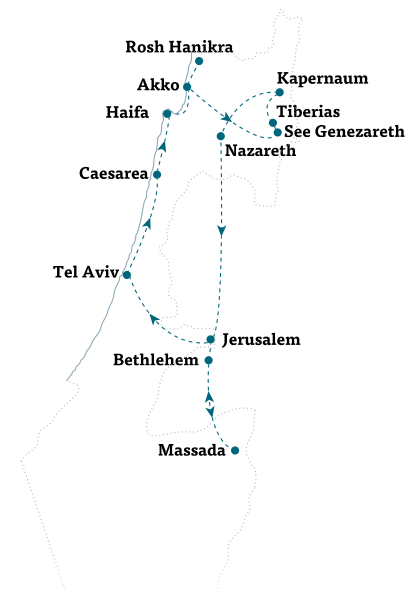 Rosh Hanikra
Akko
Kapernaum
Haifa
Tiberias
See Genezareth
Nazareth
Caesarea
Tel Aviv
Jerusalem
Bethlehem
Massada